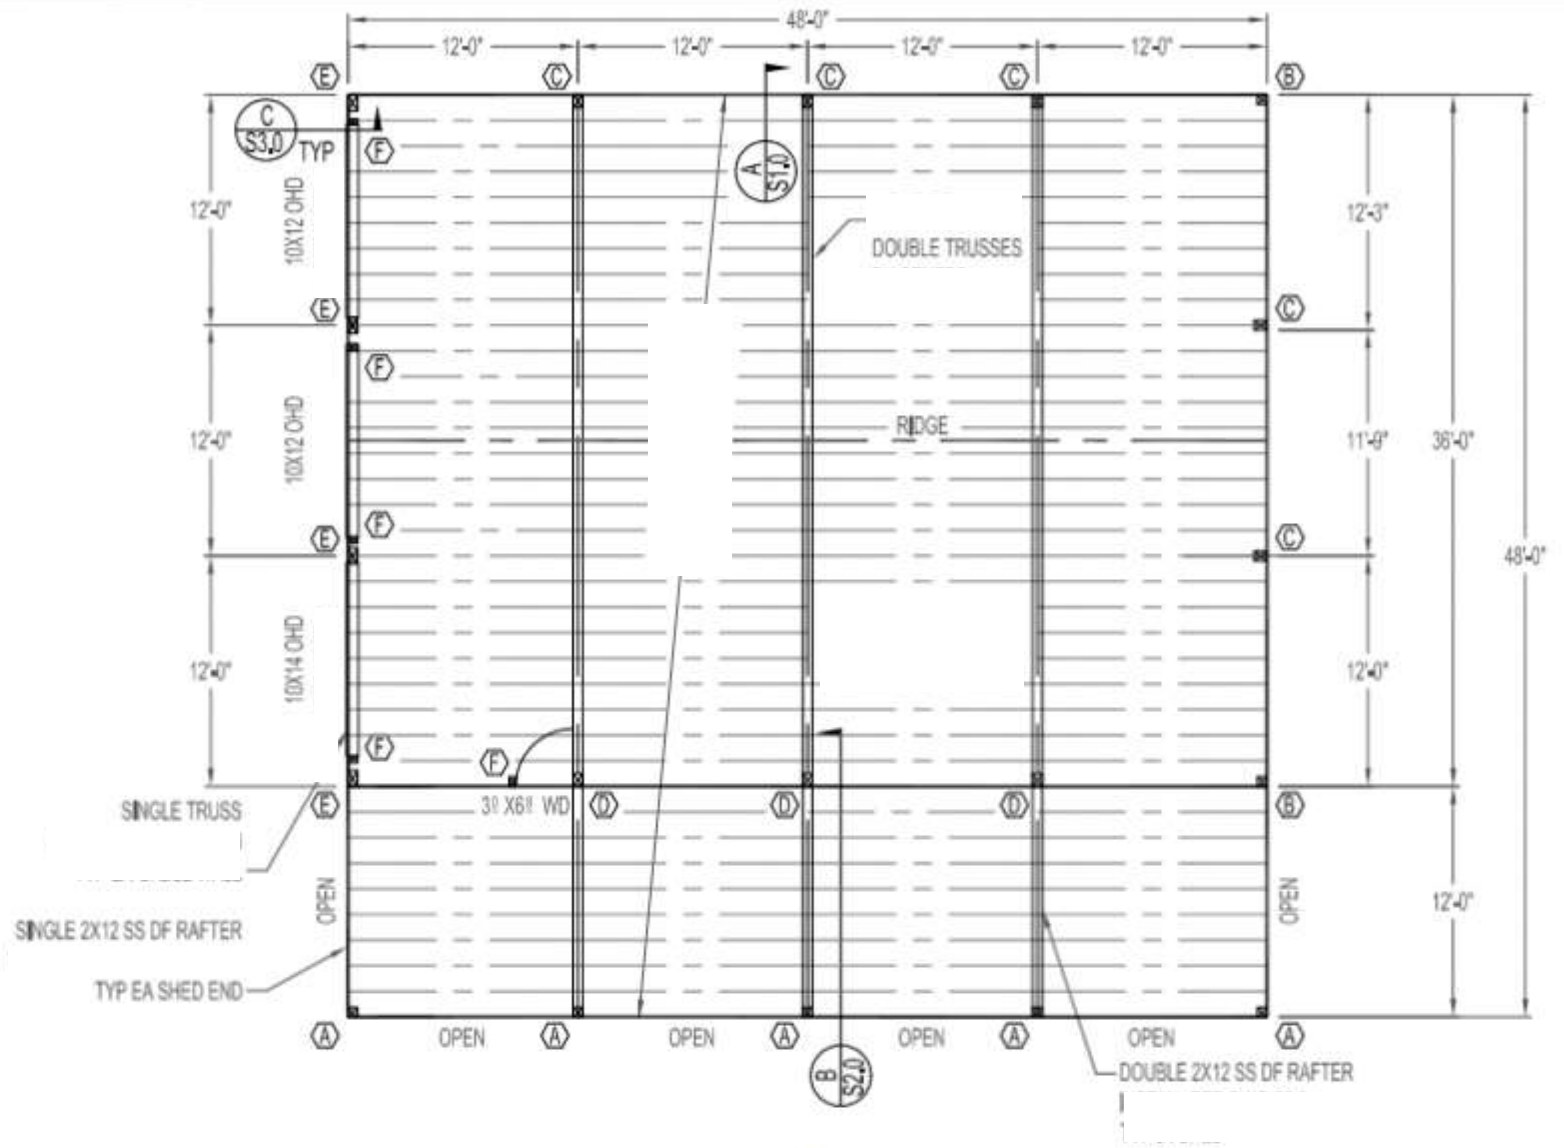 48'-0"
12'-0" 12'-0" 12'-0" 12'-0"
E C C C B
C
S3.0
TYP
F
A
S1.0
12'-0"
10X12 OHD
DOUBLE TRUSSES
12'-3"
E
C
F
RIDGE
12'-0"
10X12 OHD
11'-9"
36'-0"
F
E
C
48'-0"
12'-0"
10X14 OHD
12'-0"
F
F
SINGLE TRUSS
E
WD
D D D
B
OPEN
OPEN
12'-0"
SINGLE 2X12 SS DF RAFTER
TYP EA SHED END
A OPEN A OPEN A OPEN A OPEN A
B
S2.0
DOUBLE 2X12 SS DF RAFTER